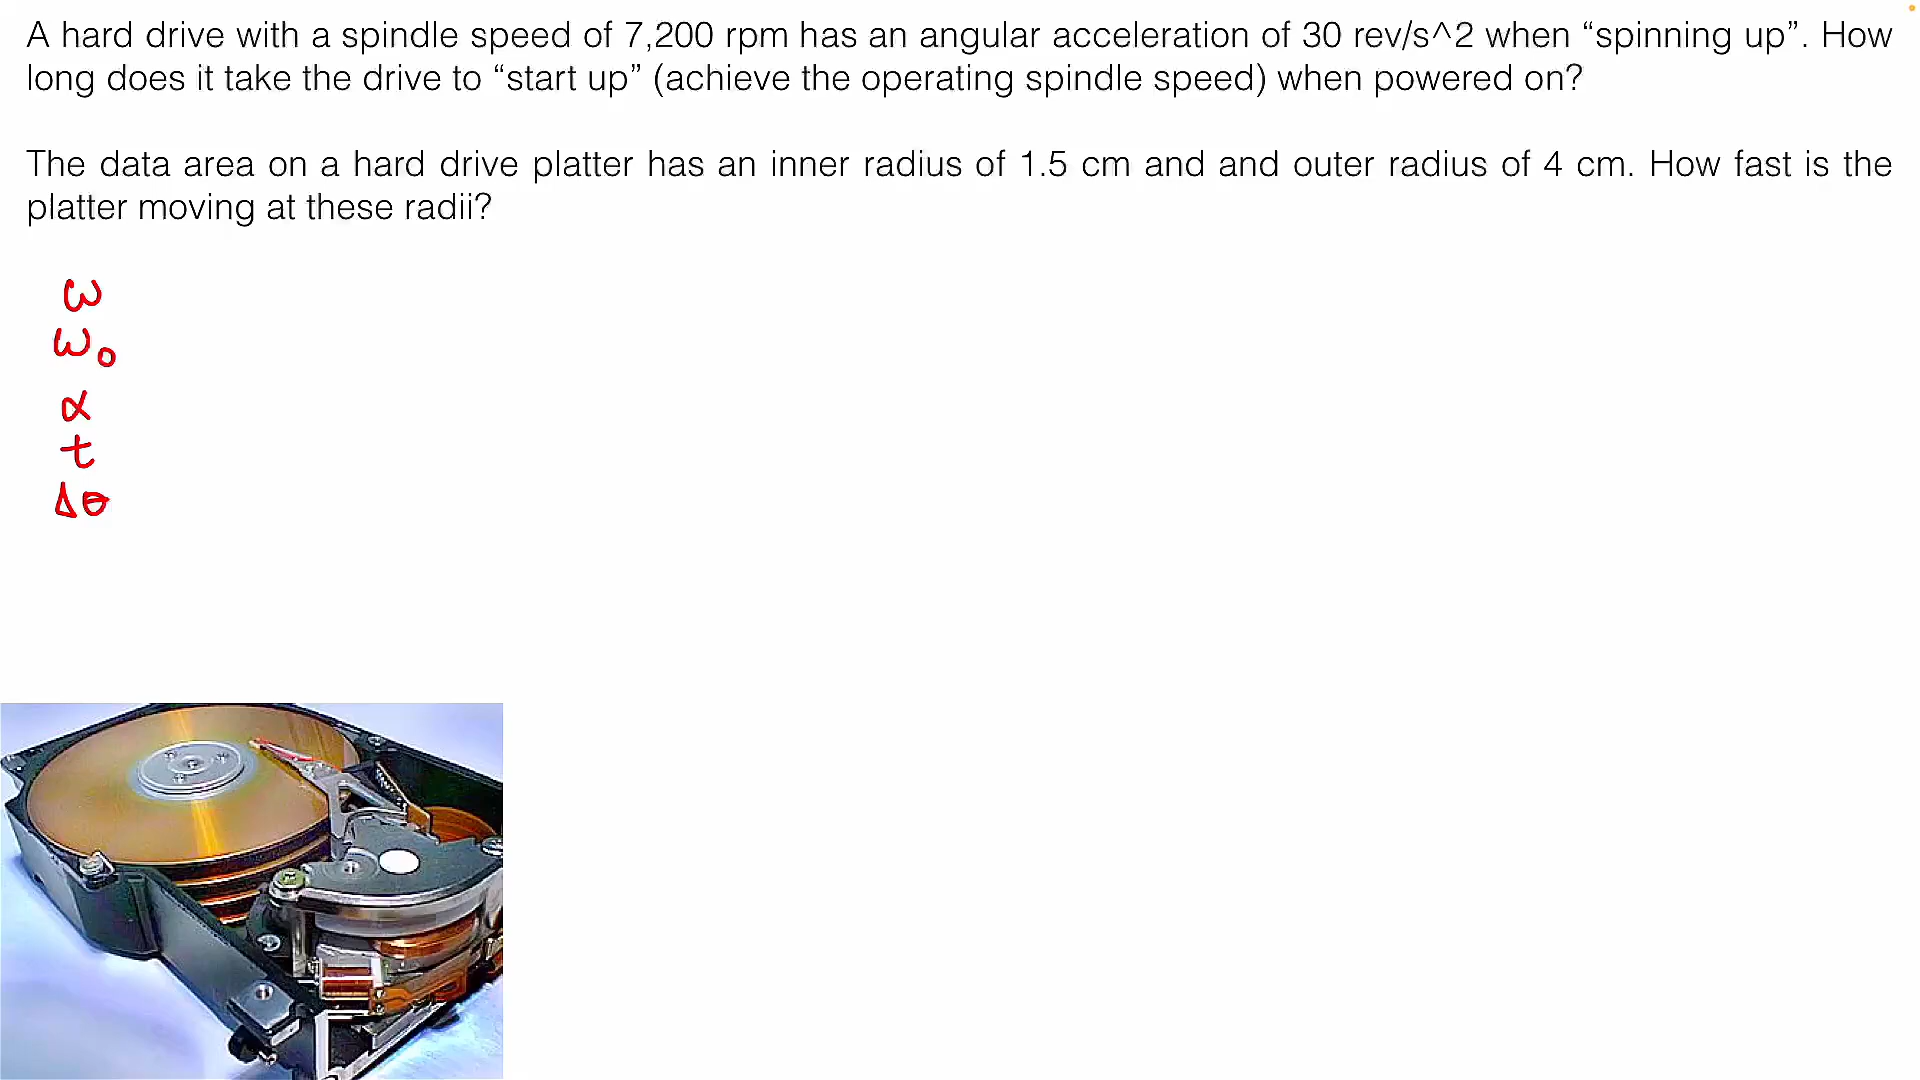 A hard drive with a spindle speed of 7,200 rpm has an angular acceleration of 30 rev/s^2 when “spinning up”. How
long does it take the drive to “start up” (achieve the operating spindle speed) when powered on?
The data area on a hard drive platter has an inner radius of 1.5 cm and and outer radius of 4 cm. How fast is the
platter moving at these radii?
ω
ω₀
α
t
Δθ